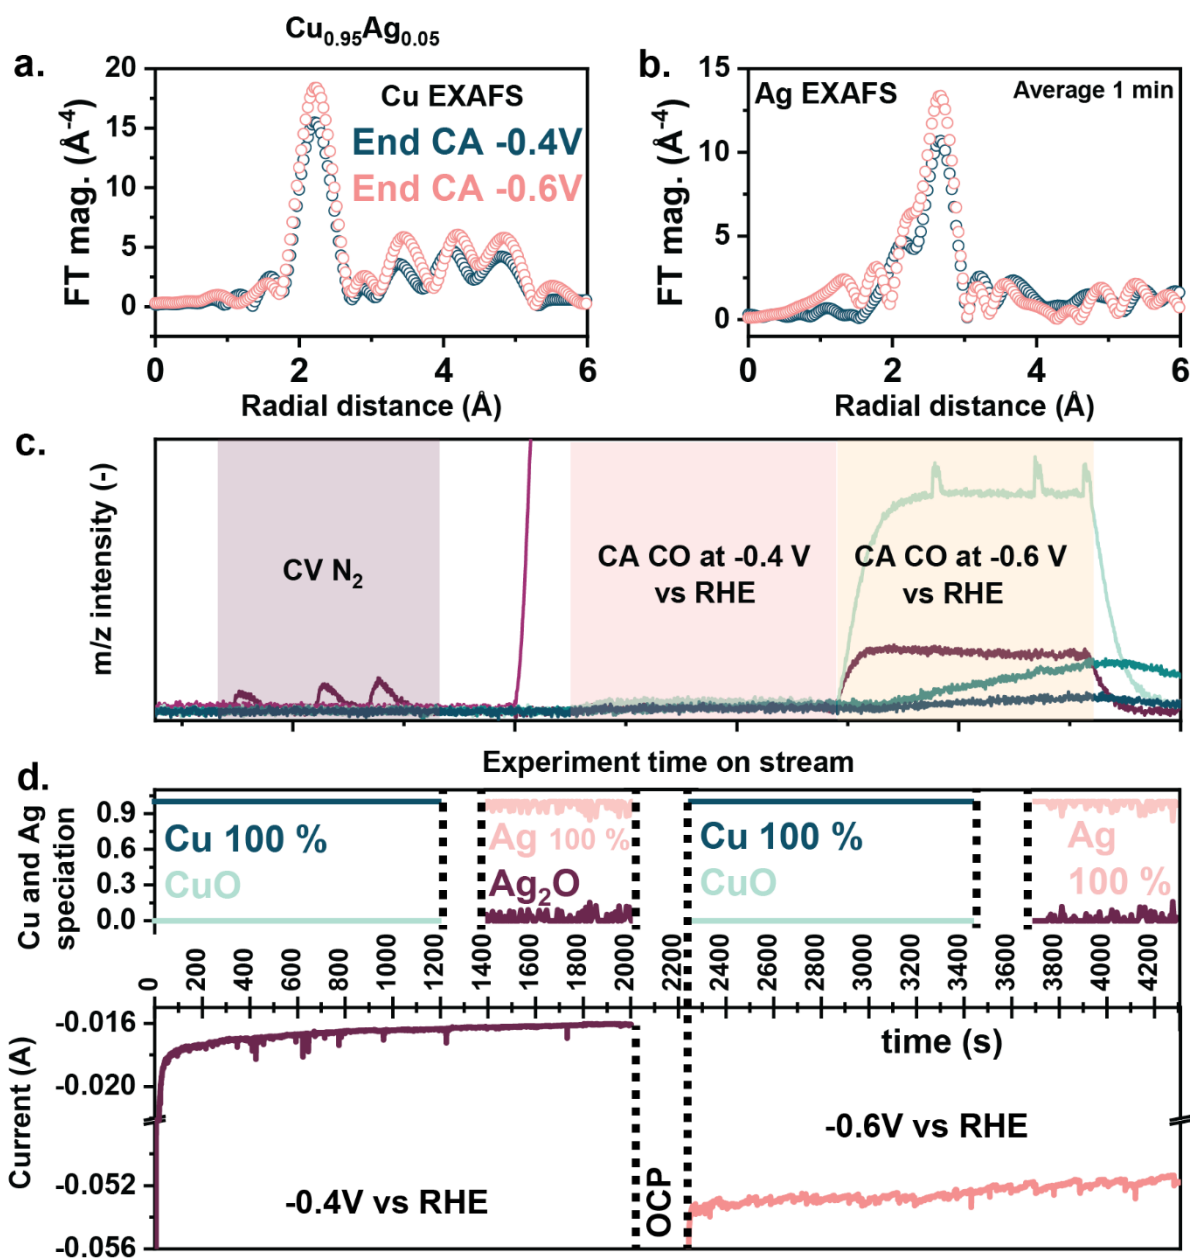 Cu0.95Ag0.05
a.
20
15
10
5
0
FT mag. (Å-4)
Cu EXAFS
End CA -0.4V
End CA -0.6V
0 2 4 6
Radial distance (Å)
b.
15
10
5
0
FT mag. (Å-4)
Ag EXAFS
Average 1 min
0 2 4 6
Radial distance (Å)
c.
m/z intensity (-)
CV N2
CA CO at -0.4 V
vs RHE
CA CO at -0.6 V
vs RHE
Experiment time on stream
d.
Cu and Ag
speciation
0.9
0.6
0.3
0.0
Cu 100 %
CuO
Ag 100 %
Ag2O
Cu 100 %
CuO
Ag
100 %
0 200 400 600 800 1000 1200 1400 1600 1800 2000 2200 2400 2600 2800 3000 3200 3400 3600 3800 4000 4200
time (s)
Current (A)
-0.016
-0.020
-0.052
-0.056
-0.4V vs RHE
OCP
-0.6V vs RHE